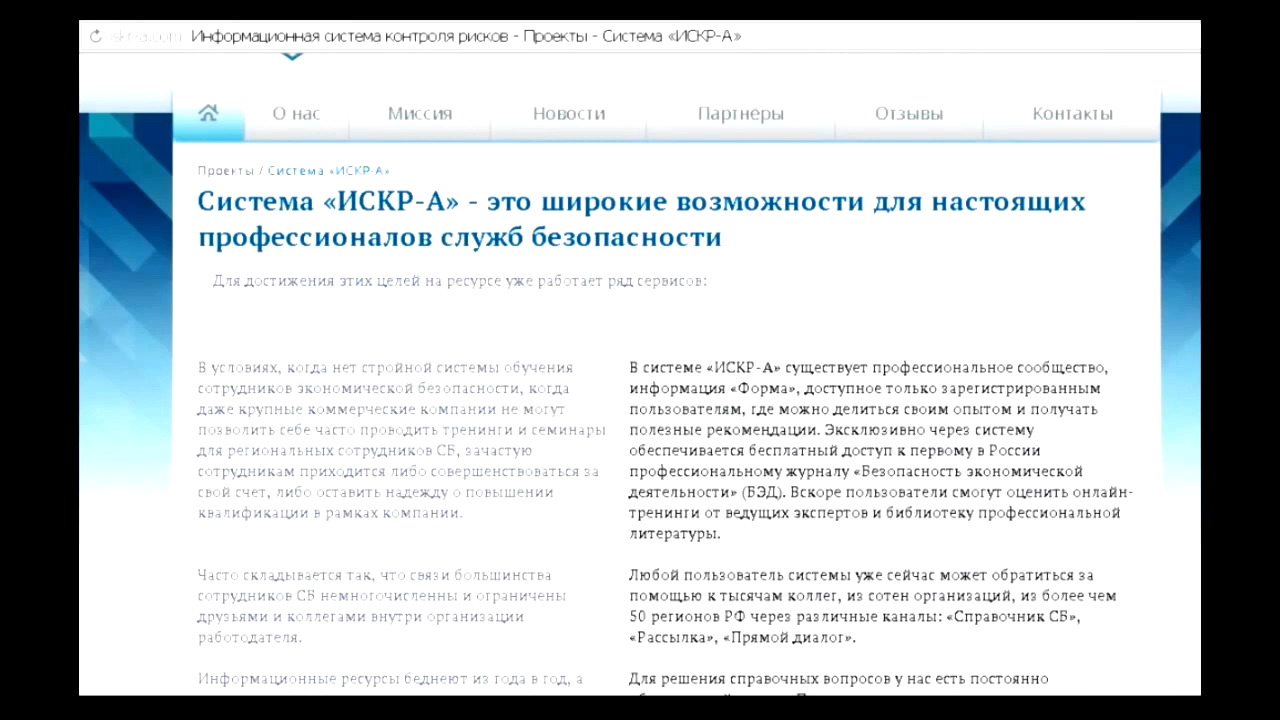 Информационная система контроля рисков - Проекты - Система «ИСКР-А»
О нас Миссия Новости Партнеры Отзывы Контакты
Проекты / Система «ИСКР-А»
Система «ИСКР-А» - это широкие возможности для настоящих
профессионалов служб безопасности
Для достижения этих целей на ресурсе уже работает ряд сервисов:
В условиях, когда нет стройной системы обучения
сотрудников экономической безопасности, когда
даже крупные коммерческие компании не могут
позволить себе часто проводить тренинги и семинары
для региональных сотрудников СБ, зачастую
сотрудникам приходится либо совершенствоваться за
свой счет, либо оставить надежду о повышении
квалификации в рамках компании.
Часто складывается так, что связи большинства
сотрудников СБ немногочисленны и ограничены
друзьями и коллегами внутри организации
работодателя.
Информационные ресурсы беднеют из года в год, а
В системе «ИСКР-А» существует профессиональное сообщество,
информация «Форма», доступное только зарегистрированным
пользователям, где можно делиться своим опытом и получать
полезные рекомендации. Эксклюзивно через систему
обеспечивается бесплатный доступ к первому в России
профессиональному журналу «Безопасность экономической
деятельности» (БЭД). Вскоре пользователи смогут оценить онлайн-
тренинги от ведущих экспертов и библиотеку профессиональной
литературы.
Любой пользователь системы уже сейчас может обратиться за
помощью к тысячам коллег, из сотен организаций, из более чем
50 регионов РФ через различные каналы: «Справочник СБ»,
«Рассылка», «Прямой диалог».
Для решения справочных вопросов у нас есть постоянно